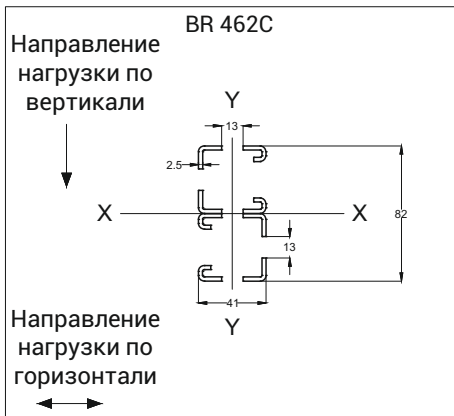 BR 462C
Направление
нагрузки по
вертикали
Y
13
2.5
X
X
82
13
41
Y
Направление
нагрузки по
горизонтали